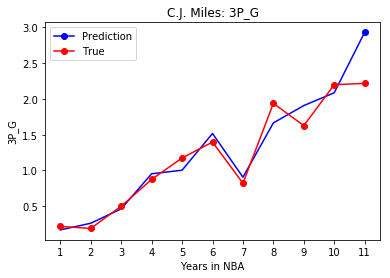 C.J. Miles: 3P_G
Prediction
True
3P_G
3.0
2.5
2.0
1.5
1.0
0.5
1 2 3 4 5 6 7 8 9 10 11
Years in NBA